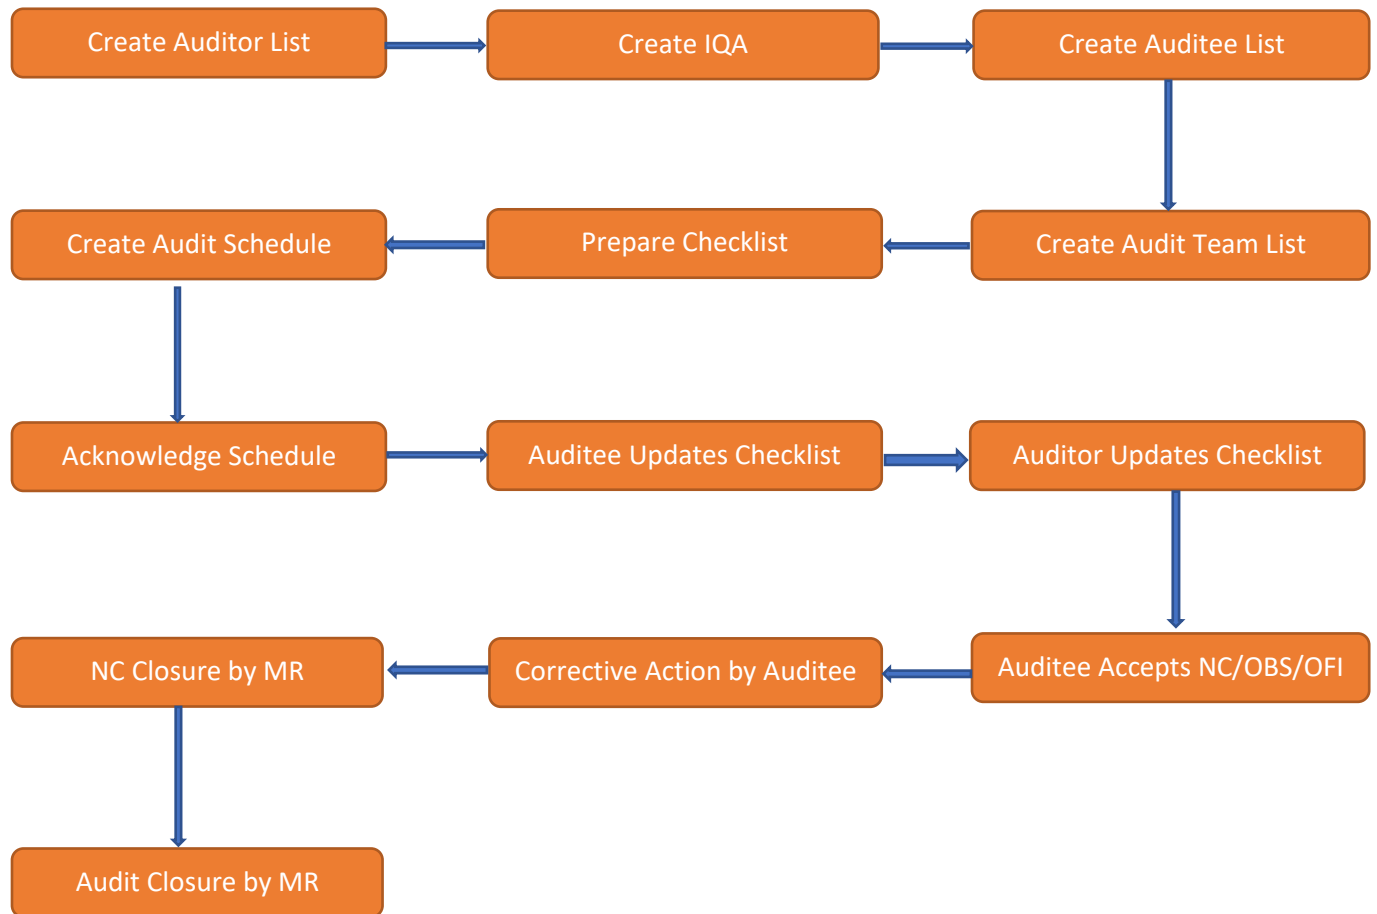 Create Auditor List
Create IQA
Create Auditee List
Create Audit Schedule
Prepare Checklist
Create Audit Team List
Acknowledge Schedule
Auditee Updates Checklist
Auditor Updates Checklist
NC Closure by MR
Corrective Action by Auditee
Auditee Accepts NC/OBS/OFI
Audit Closure by MR